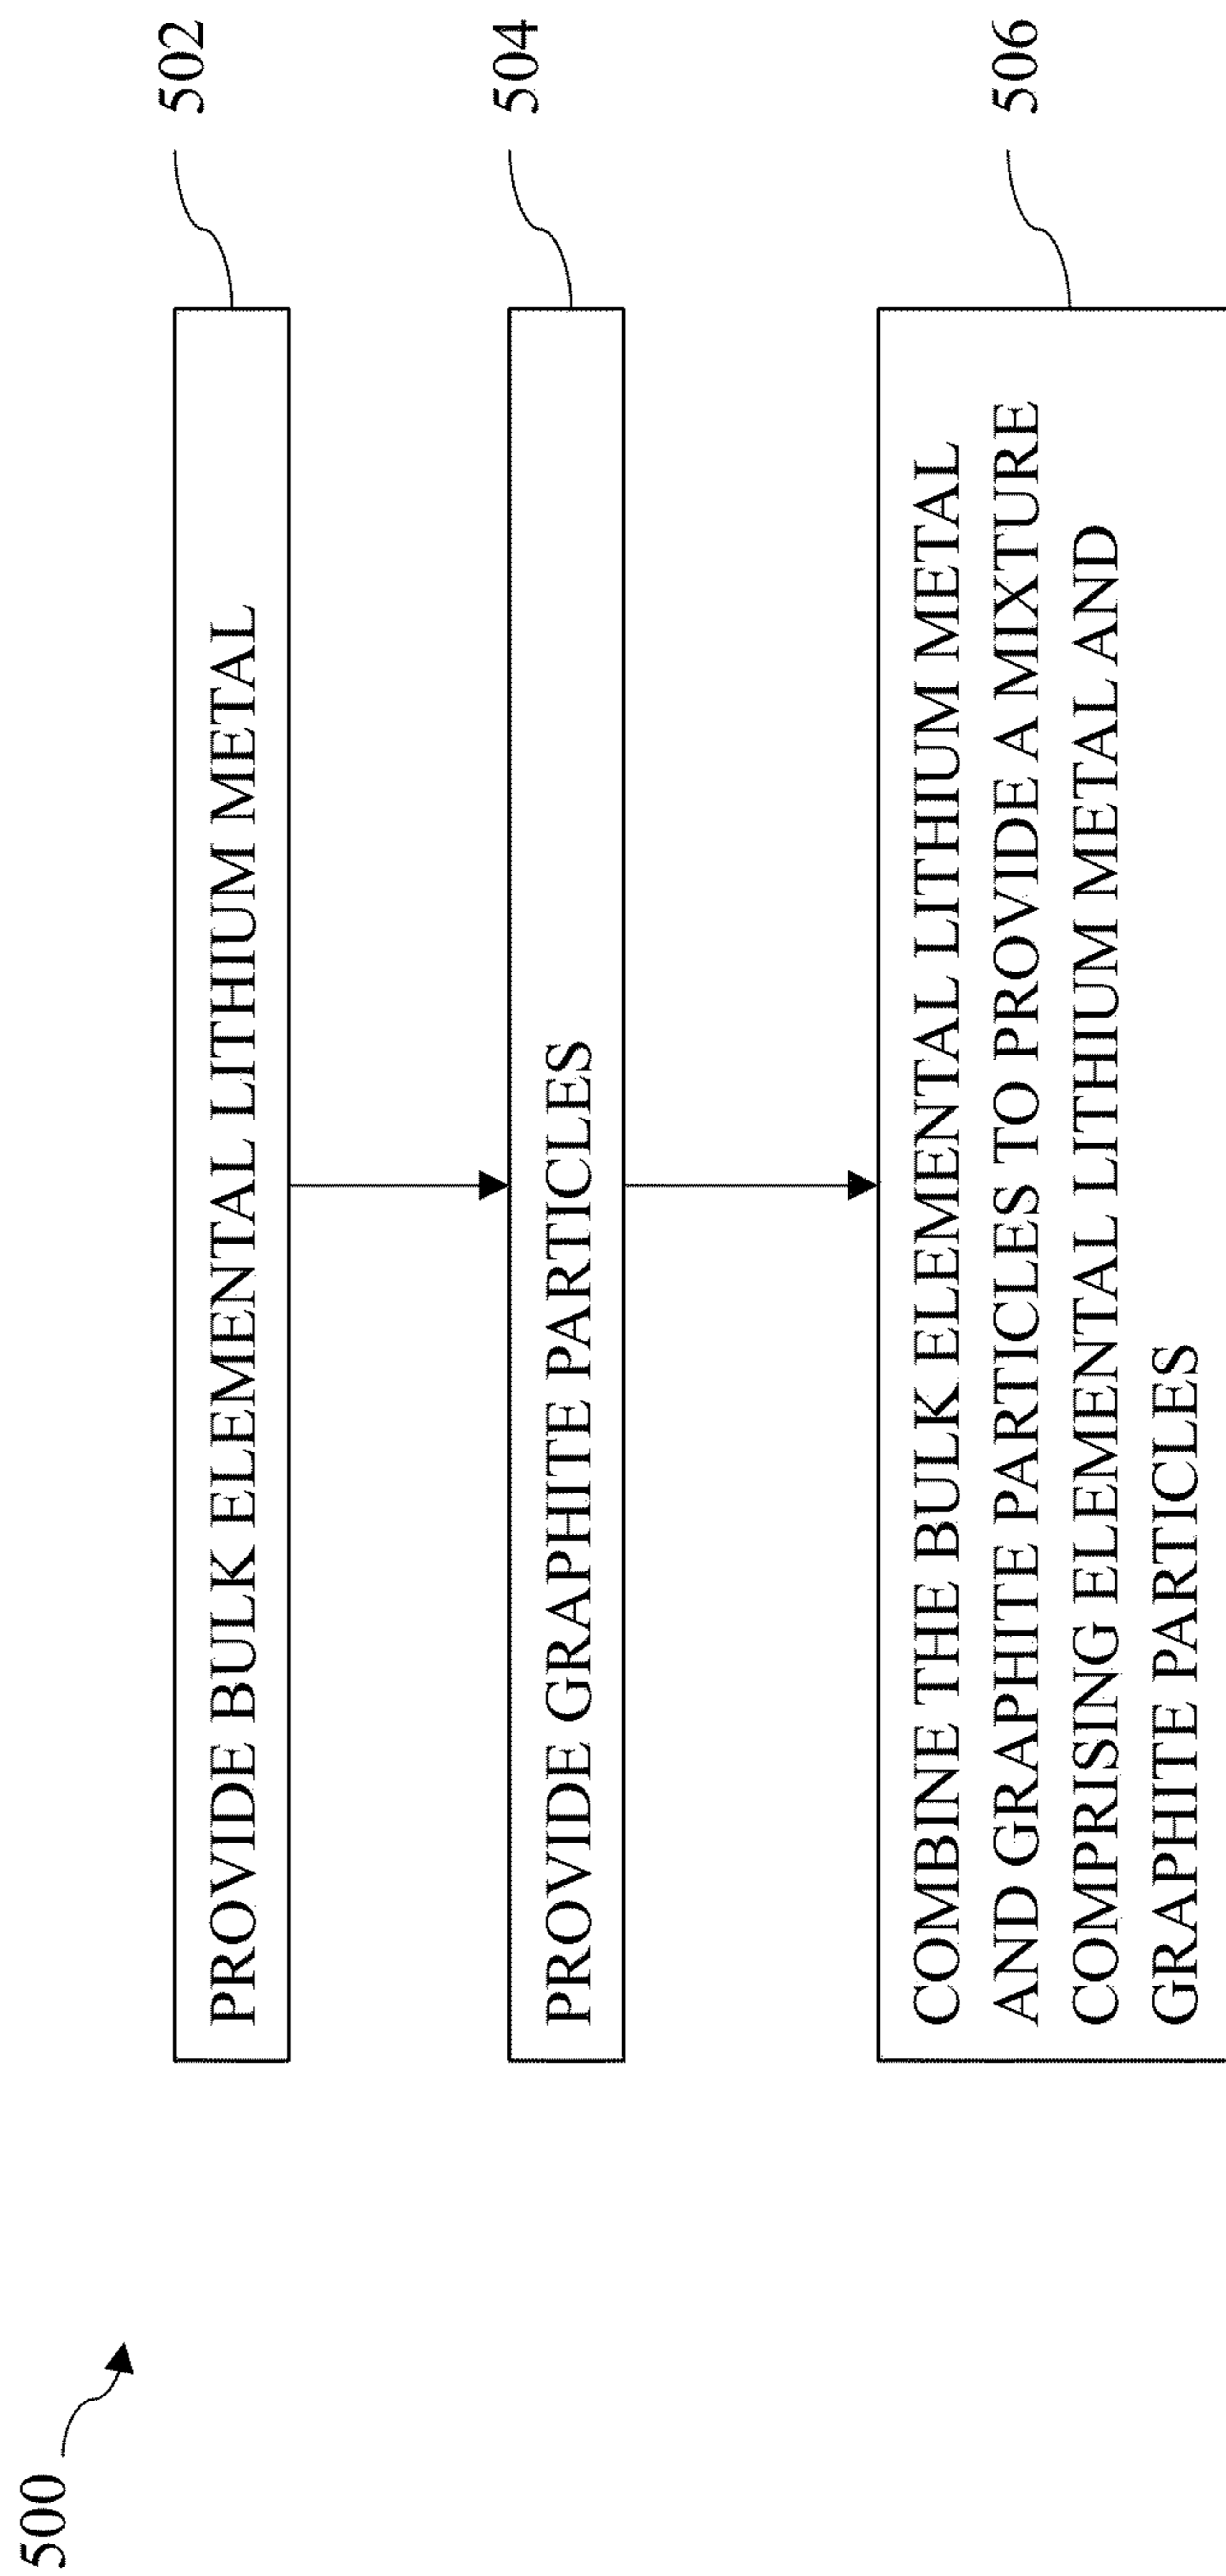 500
PROVIDE BULK ELEMENTAL LITHIUM METAL
502
PROVIDE GRAPHITE PARTICLES
504
COMBINE THE BULK ELEMENTAL LITHIUM METAL
AND GRAPHITE PARTICLES TO PROVIDE A MIXTURE
COMPRISING ELEMENTAL LITHIUM METAL AND
GRAPHITE PARTICLES
506